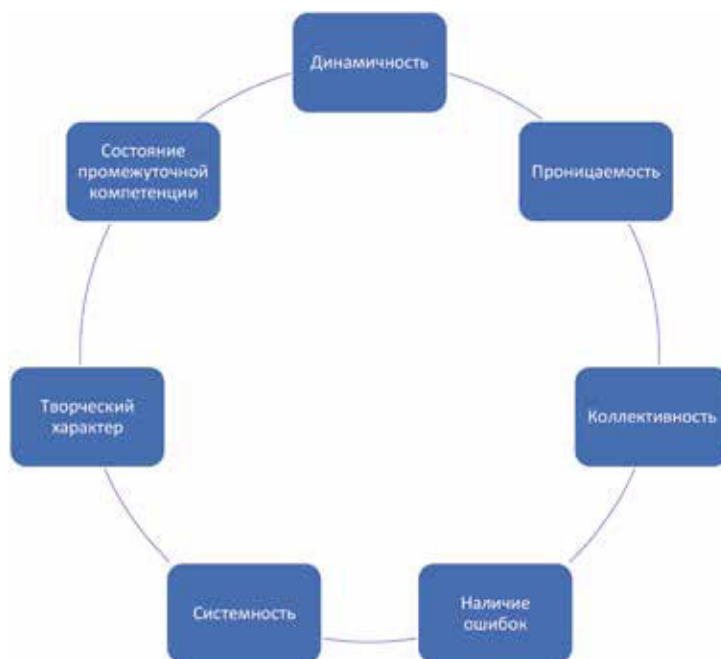 Динамичность
Проницаемость
Коллективность
Наличие
ошибок
Системность
Творческий
характер
Состояние
промежуточной
компетенции